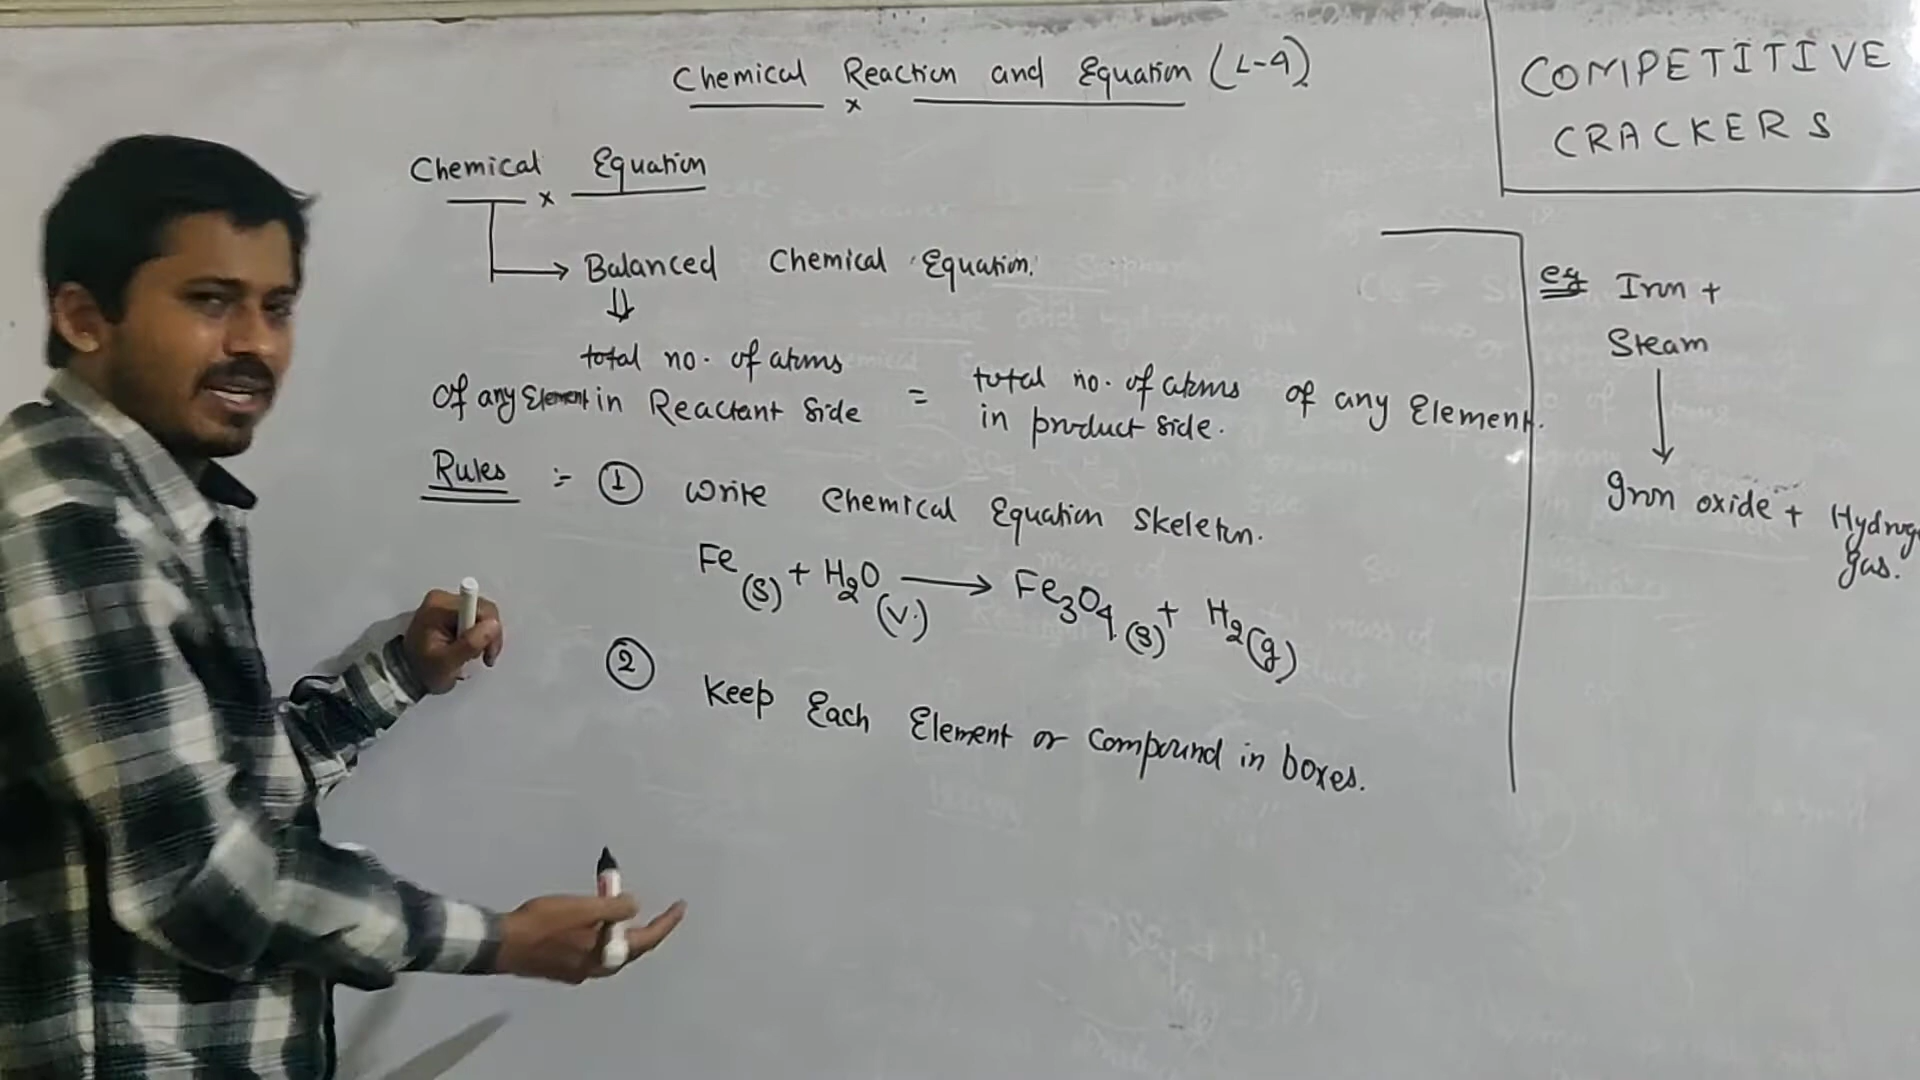 Chemical Reaction and Equation (L-4)
COMPETITIVE
CRACKERS
Chemical Equation
Balanced Chemical Equation.
total no. of atoms
of any Element in Reactant Side = total no. of atoms of any Element.
in product side.
Rules :- ① Write Chemical Equation Skeleton.
Fe(s) + H2O(v.) → Fe3O4(s) + H2(g)
② Keep Each Element or Compound in boxes.
eg Iron +
Steam
Iron oxide + Hydroge
gas.